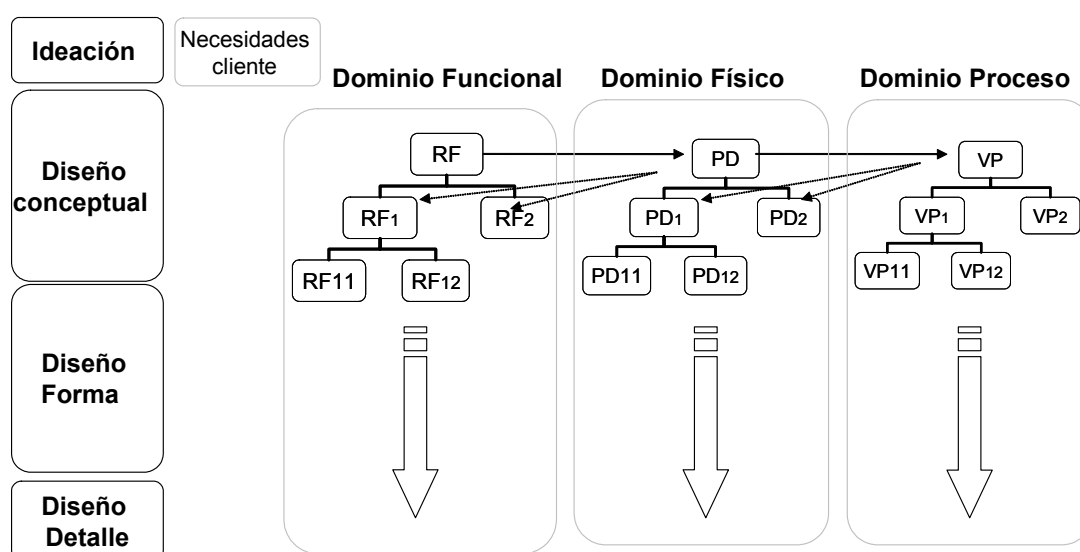 Ideación
Necesidades
cliente
Dominio Funcional
Dominio Físico
Dominio Proceso
Diseño
conceptual
RF
PD
VP
RF1
RF2
PD1
PD2
VP1
VP2
RF11
RF12
PD11
PD12
VP11
VP12
Diseño
Forma
Diseño
Detalle